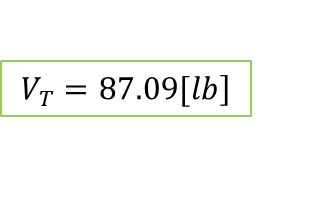 V_T = 87.09[lb]